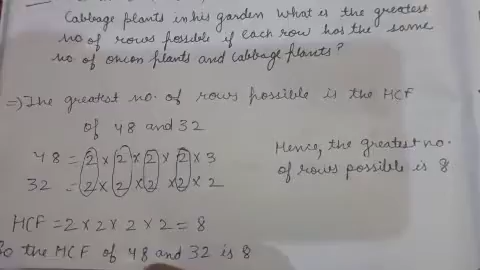 Cabbage plants in his garden What is the greatest
no of rows possible if each row has the same
no of onion plants and cabbage plants?
=> The greatest no. of rows possible is the HCF
of 48 and 32
48 = 2 × 2 × 2 × 2 × 3
32 = 2 × 2 × 2 × 2 × 2
Hence, the greatest no.
of rows possible is 8
HCF = 2 × 2 × 2 × 2 = 8
So the HCF of 48 and 32 is 8